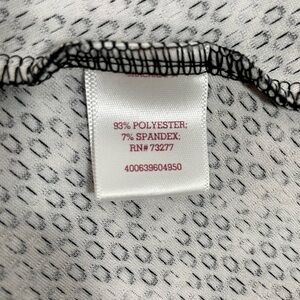 93% POLYESTER;
7% SPANDEX;
RN# 73277
400639604950